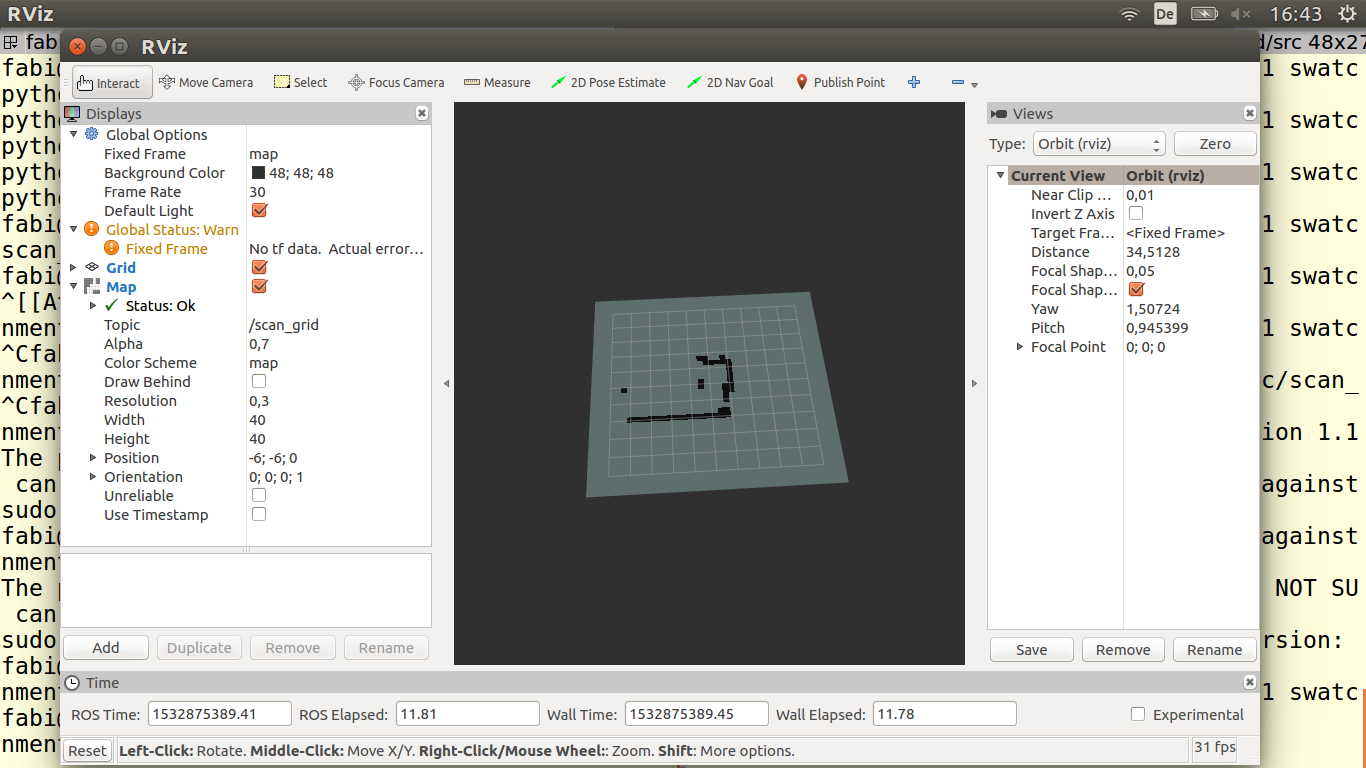 RViz
De
16:43
fab
d/src 48x27
RViz
Interact Move Camera Select Focus Camera Measure 2D Pose Estimate 2D Nav Goal Publish Point
Displays
Global Options
Fixed Frame map
Background Color 48; 48; 48
Frame Rate 30
Default Light
Global Status: Warn
Fixed Frame No tf data.  Actual error...
Grid
Map
Status: Ok
Topic /scan_grid
Alpha 0,7
Color Scheme map
Draw Behind
Resolution 0,3
Width 40
Height 40
Position -6; -6; 0
Orientation 0; 0; 0; 1
Unreliable
Use Timestamp
Add Duplicate Remove Rename
Views
Type: Orbit (rviz) Zero
Current View Orbit (rviz)
Near Clip ... 0,01
Invert Z Axis
Target Fra... <Fixed Frame>
Distance 34,5128
Focal Shap... 0,05
Focal Shap...
Yaw 1,50724
Pitch 0,945399
Focal Point 0; 0; 0
Save Remove Rename
Time
ROS Time: 1532875389.41 ROS Elapsed: 11.81 Wall Time: 1532875389.45 Wall Elapsed: 11.78 Experimental
Reset Left-Click: Rotate. Middle-Click: Move X/Y. Right-Click/Mouse Wheel:: Zoom. Shift: More options. 31 fps
fabi@
pyth
pyth
pyth
pyth
pyth
fabi@
scan_
fabi@
^[[A
nment
^Cfab
nment
^Cfab
nment
The p
can
sudo
fabi@
nment
The p
can
sudo
fabi@
nment
fabi@
nment
1 swatc
1 swatc
1 swatc
1 swatc
1 swatc
1 swatc
c/scan_
ion 1.1
against
against
NOT SU
rsion:
1 swatc